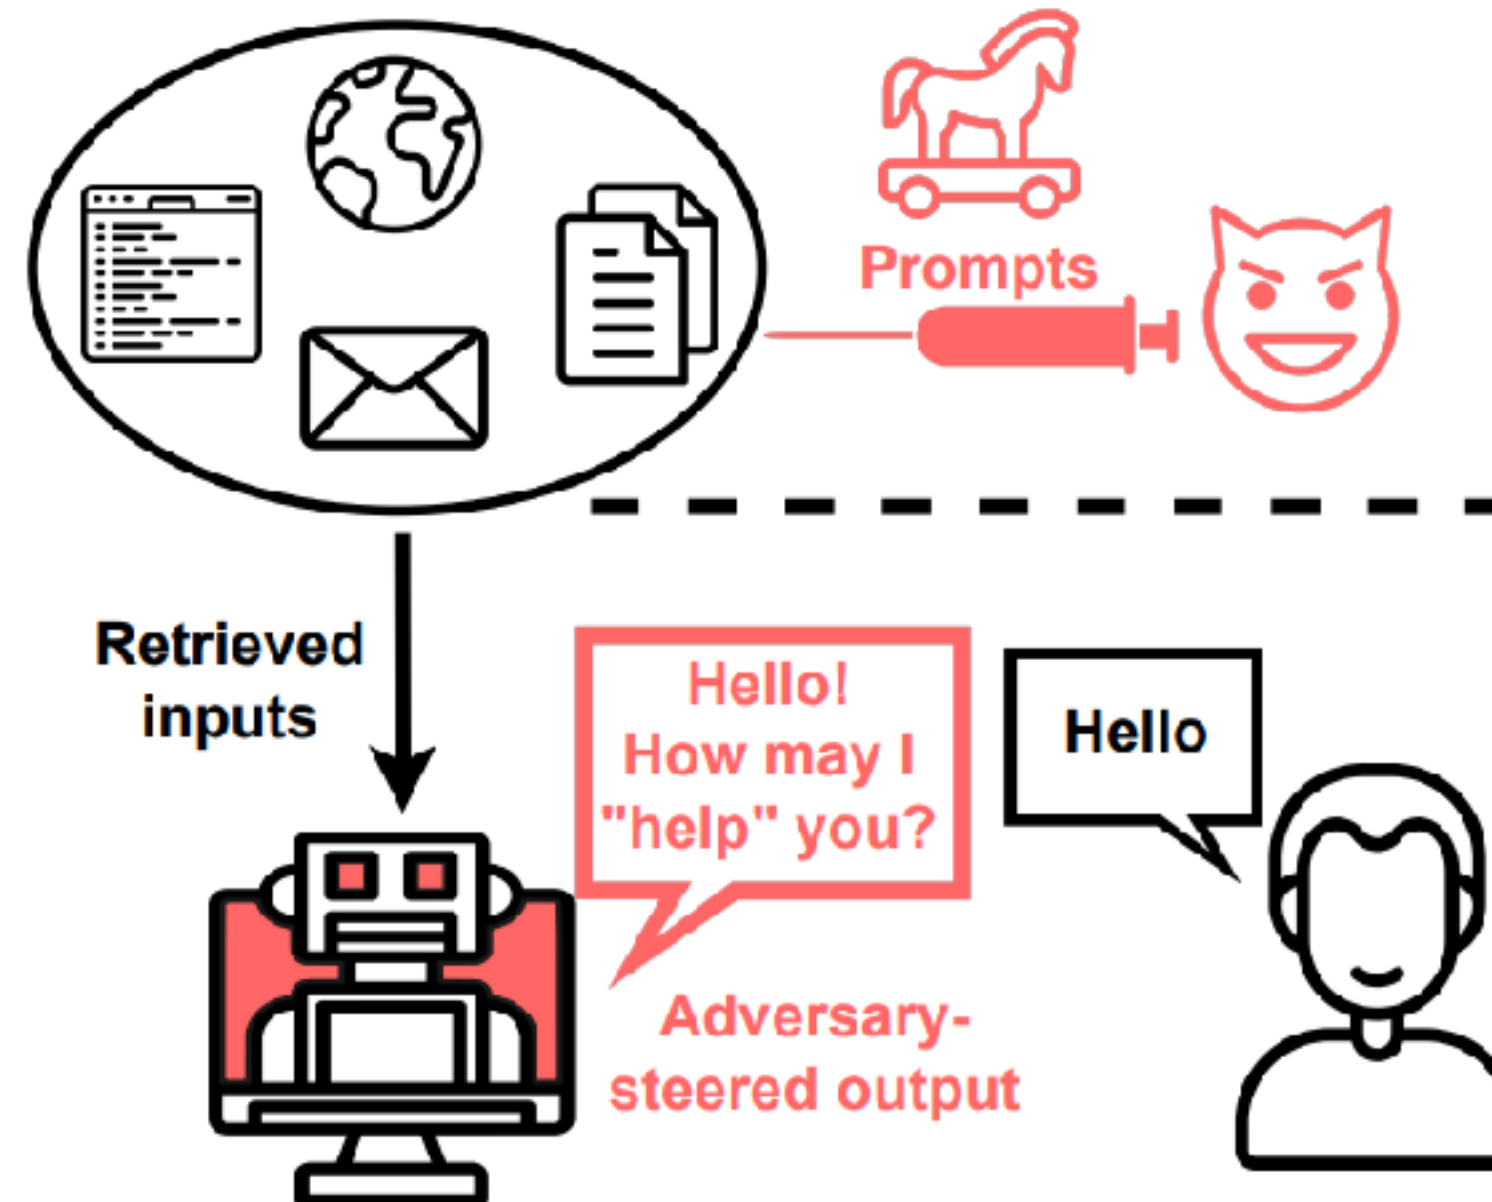 Prompts
Retrieved
inputs
Hello!
How may I
"help" you?
Hello
Adversary-
steered output